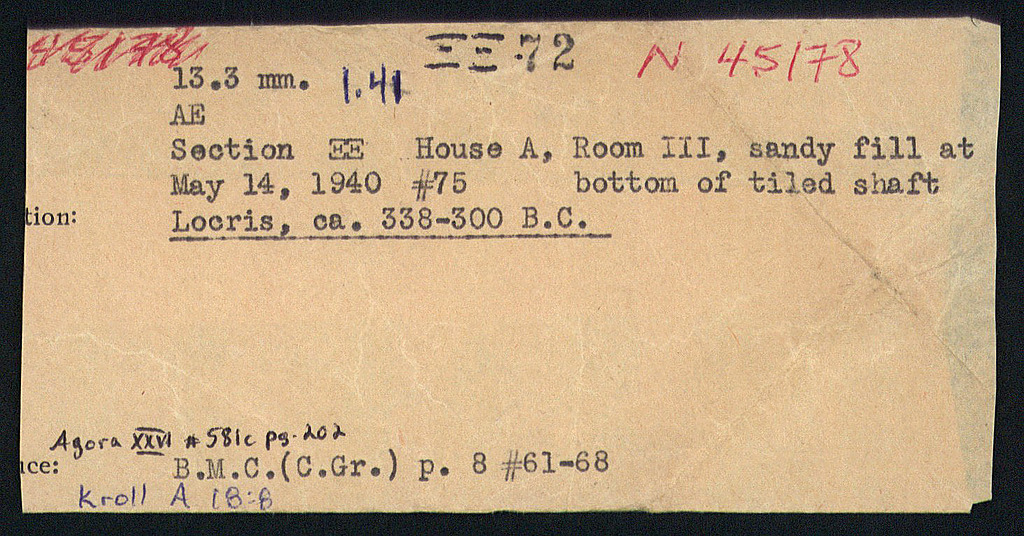 ΞΞ-72 N 45178
13.3 mm. 1.41
AE
Section ΞΞ House A, Room III, sandy fill at
May 14, 1940 #75 bottom of tiled shaft
tion: Locris, ca. 338-300 B.C.
Agora XXVI #581c pg. 202
ce: B.M.C.(C.Gr.) p. 8 #61-68
Kroll A 18:8